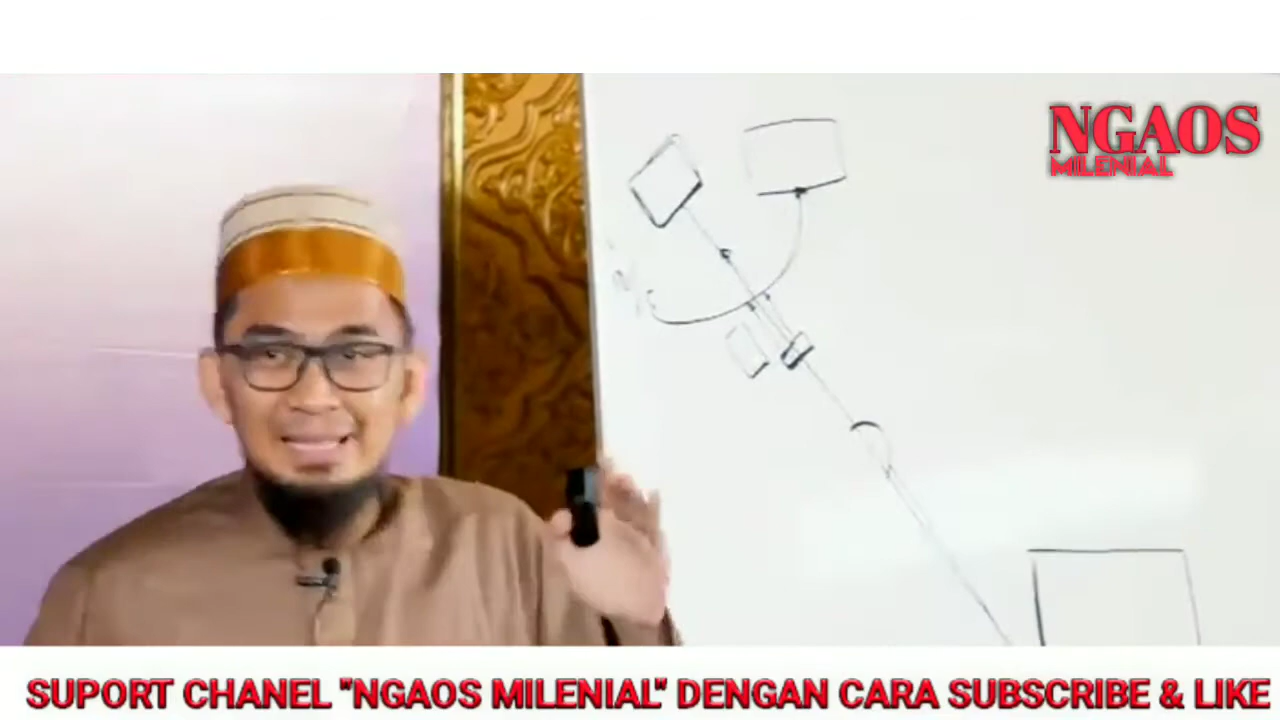 NGAOS
MILENIAL
SUPORT CHANEL "NGAOS MILENIAL" DENGAN CARA SUBSCRIBE & LIKE